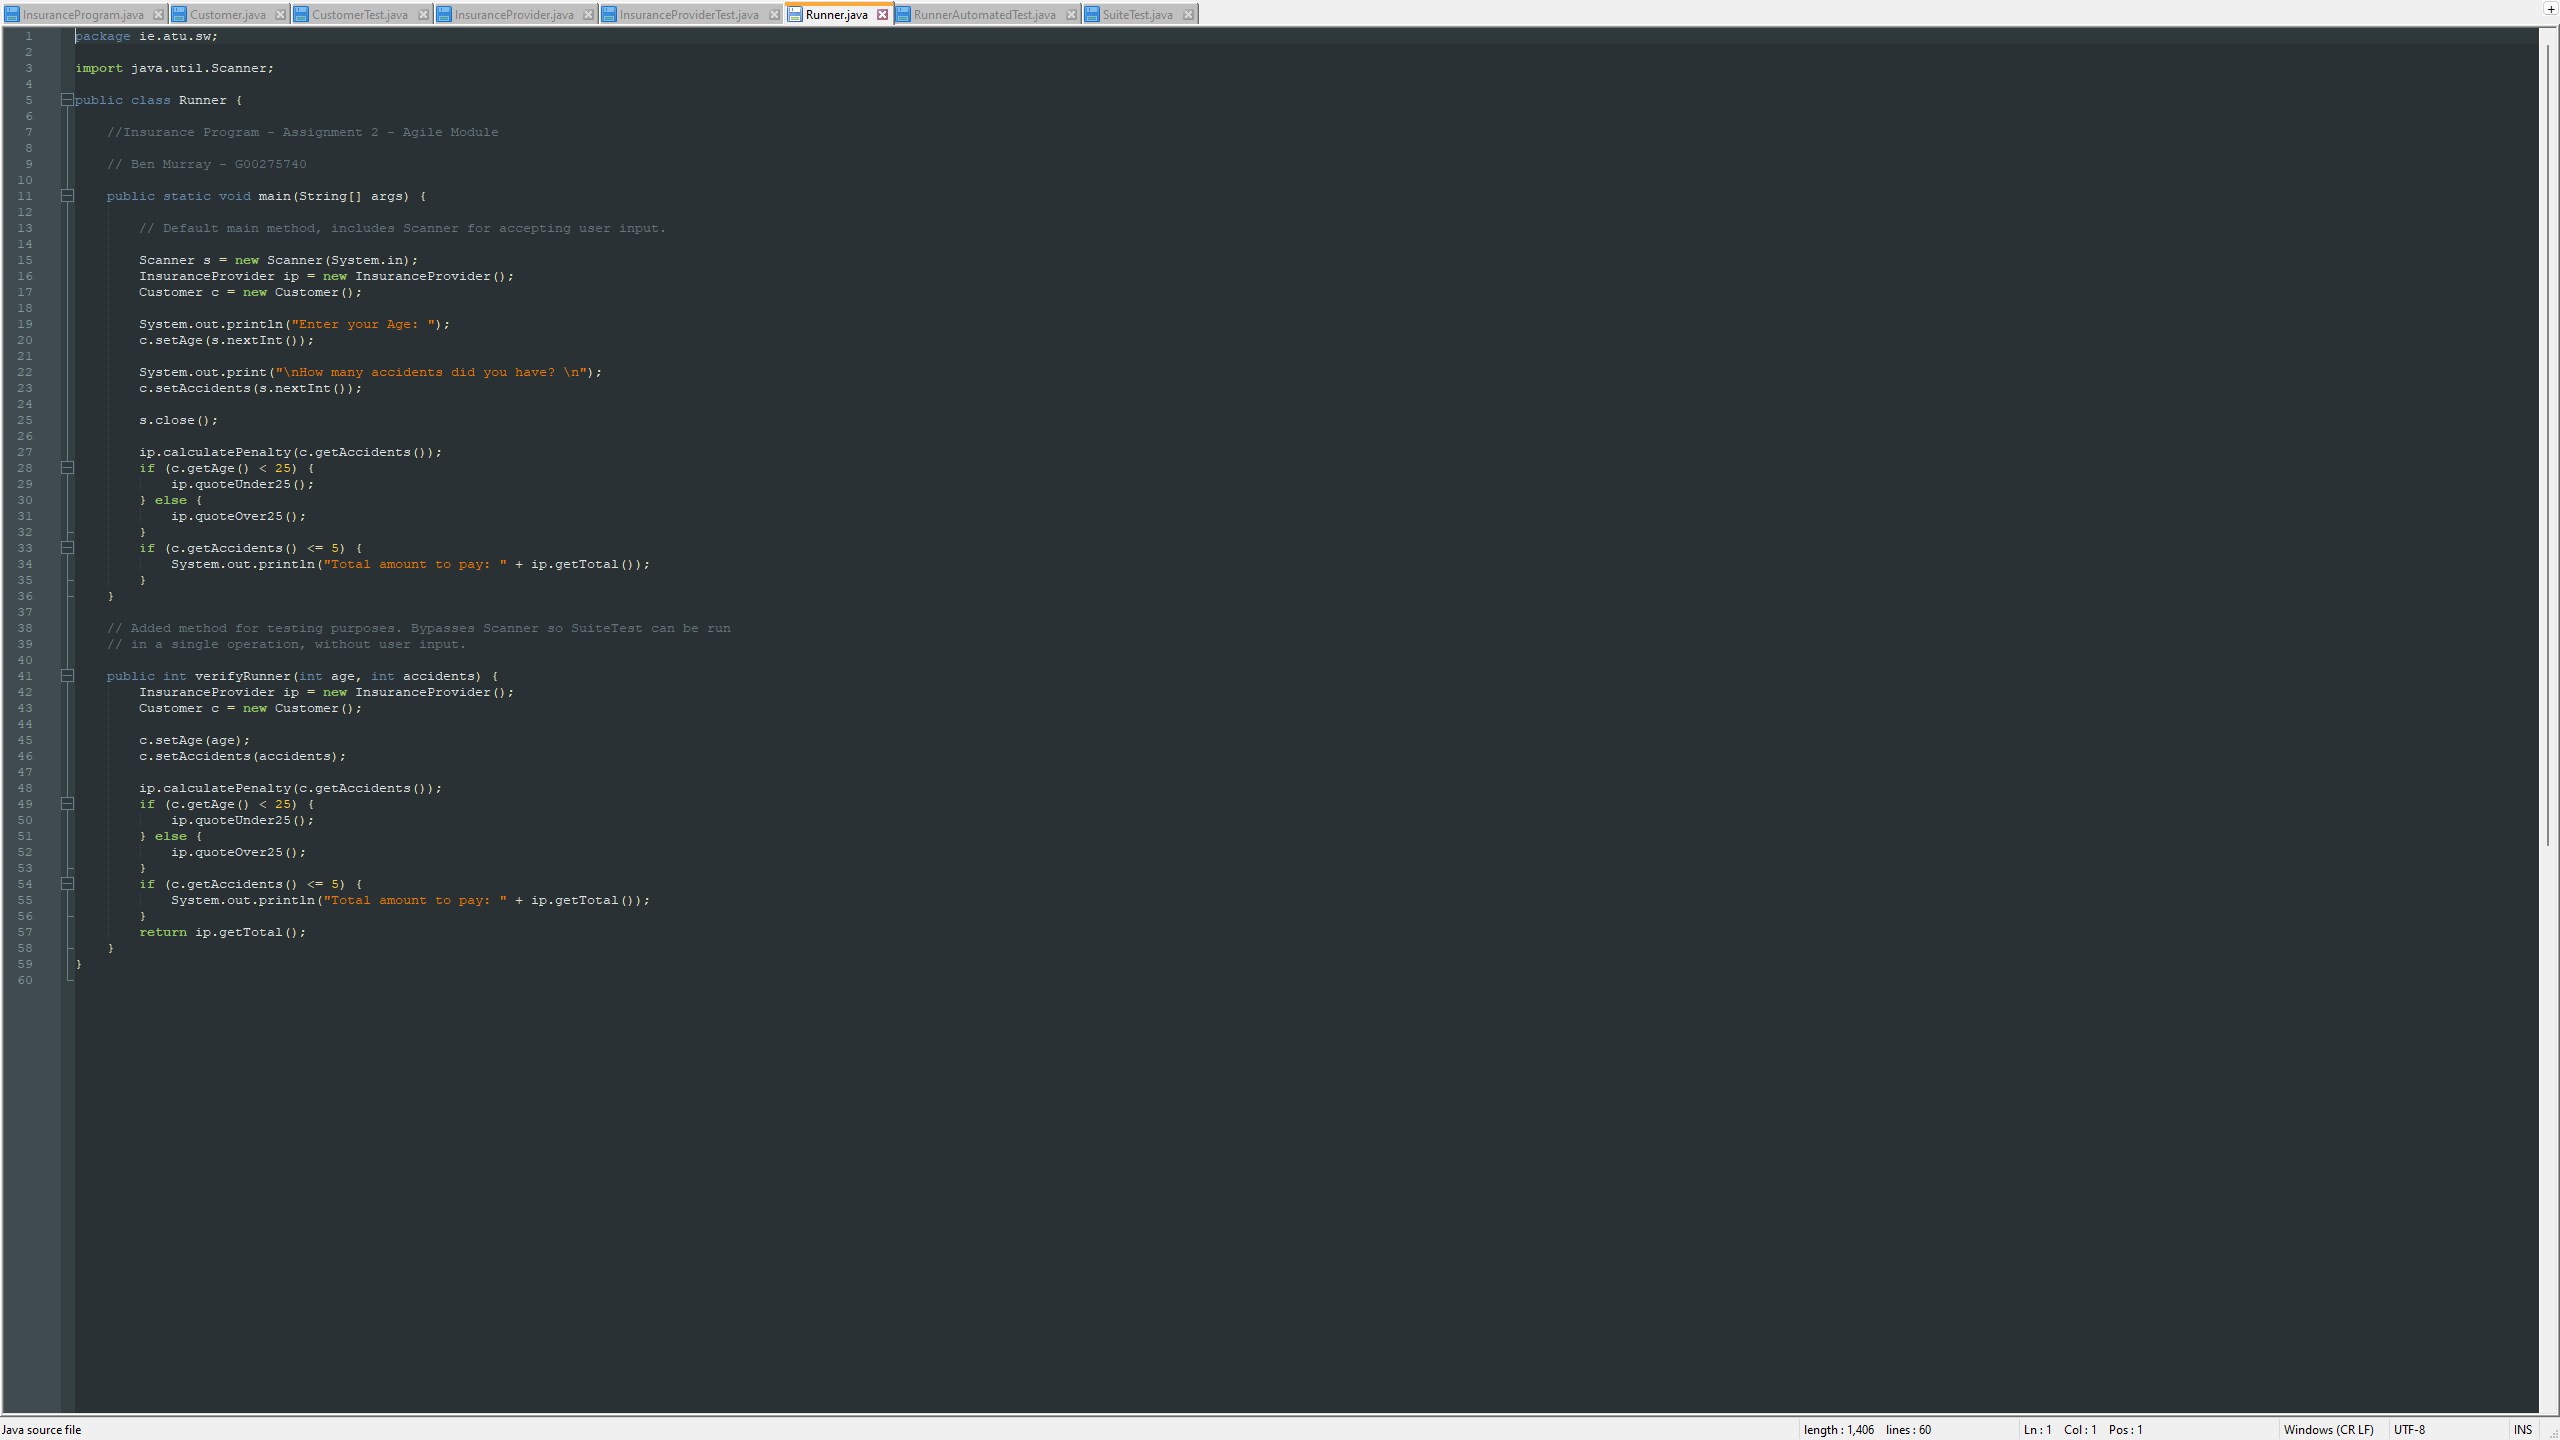 InsuranceProgram.java Customer.java CustomerTest.java InsuranceProvider.java InsuranceProviderTest.java Runner.java RunnerAutomatedTest.java SuiteTest.java +
1 package ie.atu.sw;
2
3 import java.util.Scanner;
4
5 public class Runner {
6
7 //Insurance Program - Assignment 2 - Agile Module
8
9 // Ben Murray - G00275740
10
11 public static void main(String[] args) {
12
13 // Default main method, includes Scanner for accepting user input.
14
15 Scanner s = new Scanner(System.in);
16 InsuranceProvider ip = new InsuranceProvider();
17 Customer c = new Customer();
18
19 System.out.println("Enter your Age: ");
20 c.setAge(s.nextInt());
21
22 System.out.print("\nHow many accidents did you have? \n");
23 c.setAccidents(s.nextInt());
24
25 s.close();
26
27 ip.calculatePenalty(c.getAccidents());
28 if (c.getAge() < 25) {
29 ip.quoteUnder25();
30 } else {
31 ip.quoteOver25();
32 }
33 if (c.getAccidents() <= 5) {
34 System.out.println("Total amount to pay: " + ip.getTotal());
35 }
36 }
37
38 // Added method for testing purposes. Bypasses Scanner so SuiteTest can be run
39 // in a single operation, without user input.
40
41 public int verifyRunner(int age, int accidents) {
42 InsuranceProvider ip = new InsuranceProvider();
43 Customer c = new Customer();
44
45 c.setAge(age);
46 c.setAccidents(accidents);
47
48 ip.calculatePenalty(c.getAccidents());
49 if (c.getAge() < 25) {
50 ip.quoteUnder25();
51 } else {
52 ip.quoteOver25();
53 }
54 if (c.getAccidents() <= 5) {
55 System.out.println("Total amount to pay: " + ip.getTotal());
56 }
57 return ip.getTotal();
58 }
59 }
60
Java source file length : 1,406 lines : 60 Ln : 1 Col : 1 Pos : 1 Windows (CR LF) UTF-8 INS